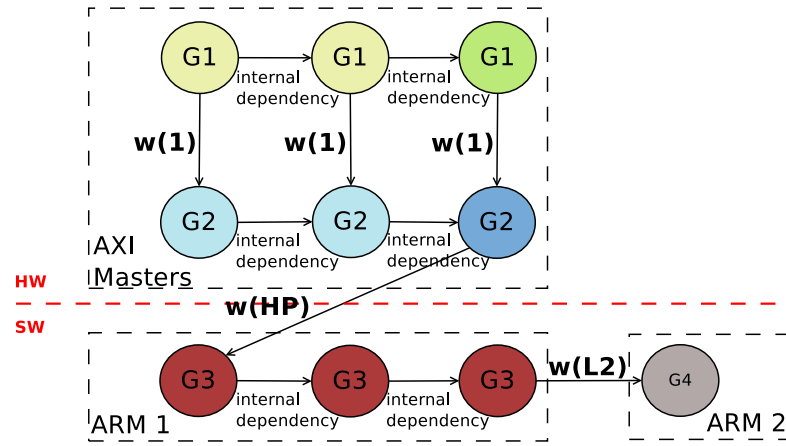 G1
G1
G1
internal
dependency
internal
dependency
w(1)
w(1)
w(1)
G2
G2
G2
internal
dependency
internal
dependency
AXI
Masters
HW
SW
w(HP)
G3
G3
G3
w(L2)
G4
internal
dependency
internal
dependency
ARM 1
ARM 2